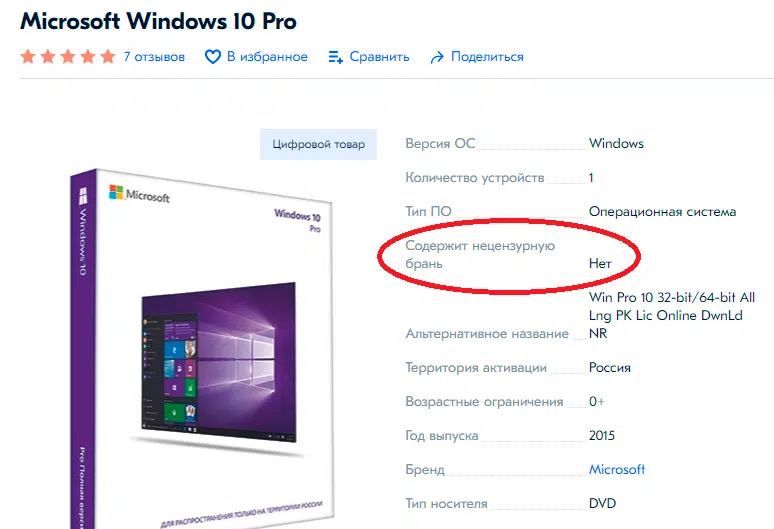 Microsoft Windows 10 Pro
7 отзывов
В избранное
Сравнить
Поделиться
Цифровой товар
Microsoft
Windows 10
Pro
Windows 10
Pro Полная верси
ДЛЯ РАСПРОСТРАНЕНИЯ ТОЛЬКО НА ТЕРРИТОРИИ РОССИИ
Версия ОС Windows
Количество устройств 1
Тип ПО Операционная система
Содержит нецензурную
брань Нет
Win Pro 10 32-bit/64-bit All
Lng PK Lic Online DwnLd
Альтернативное название NR
Территория активации Россия
Возрастные ограничения 0+
Год выпуска 2015
Бренд Microsoft
Тип носителя DVD